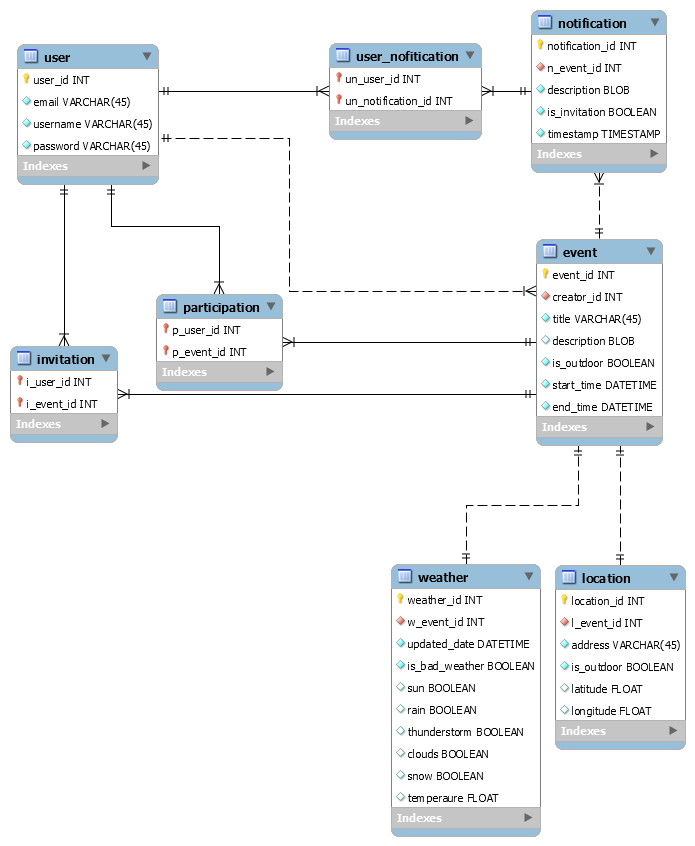 user
user_id INT
email VARCHAR(45)
username VARCHAR(45)
password VARCHAR(45)
Indexes
user_nofitication
un_user_id INT
un_notification_id INT
Indexes
notification
notification_id INT
n_event_id INT
description BLOB
is_invitation BOOLEAN
timestamp TIMESTAMP
Indexes
event
event_id INT
creator_id INT
title VARCHAR(45)
description BLOB
is_outdoor BOOLEAN
start_time DATETIME
end_time DATETIME
Indexes
participation
p_user_id INT
p_event_id INT
Indexes
invitation
i_user_id INT
i_event_id INT
Indexes
weather
weather_id INT
w_event_id INT
updated_date DATETIME
is_bad_weather BOOLEAN
sun BOOLEAN
rain BOOLEAN
thunderstorm BOOLEAN
clouds BOOLEAN
snow BOOLEAN
temperaure FLOAT
Indexes
location
location_id INT
l_event_id INT
address VARCHAR(45)
is_outdoor BOOLEAN
latitude FLOAT
longitude FLOAT
Indexes